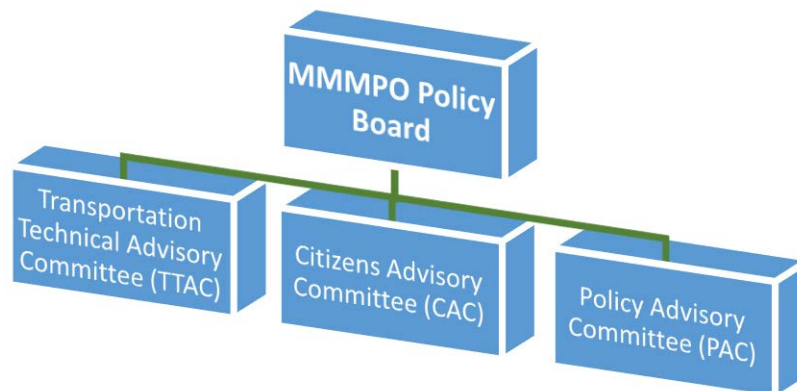 MMMPO Policy
Board
Transportation
Technical Advisory
Committee (TTAC)
Citizens Advisory
Committee (CAC)
Policy Advisory
Committee (PAC)